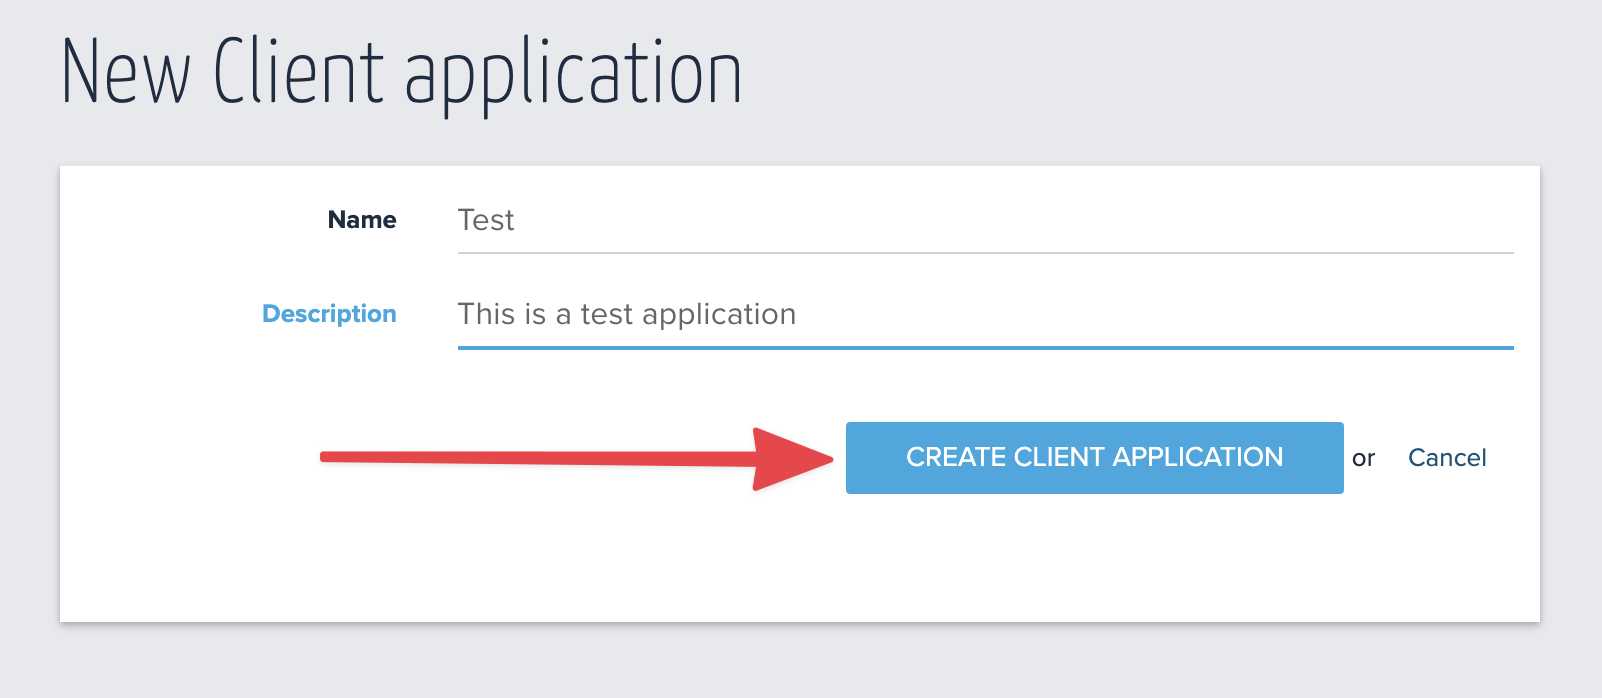 New Client application
Name Test
Description This is a test application
CREATE CLIENT APPLICATION or Cancel